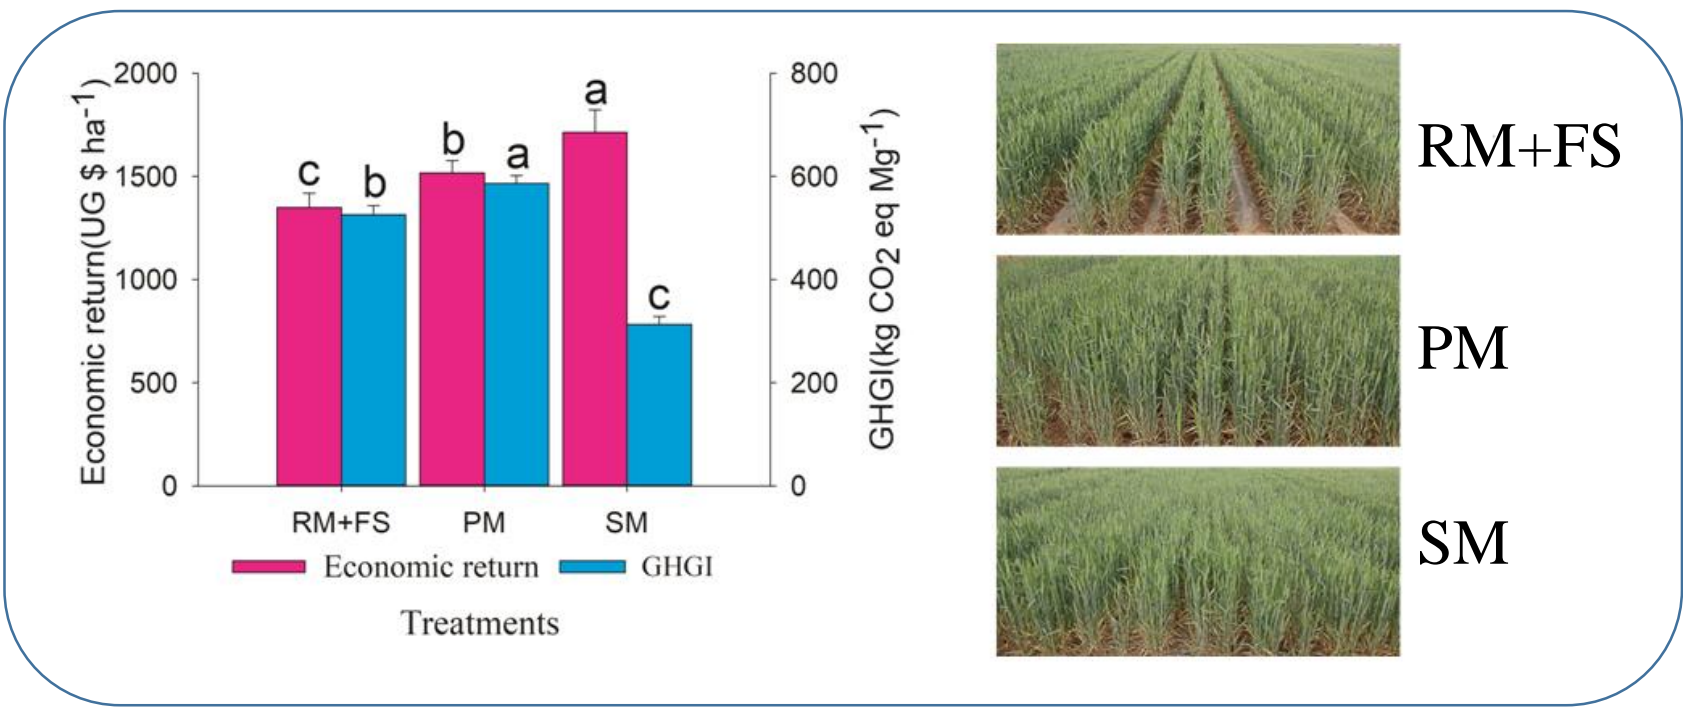 Economic return(UG $ ha-1)
2000
1500
1000
500
0
c
b
b
a
a
c
800
600
400
200
0
GHGI(kg CO2 eq Mg-1)
RM+FS
PM
SM
Economic return
GHGI
Treatments
RM+FS
PM
SM